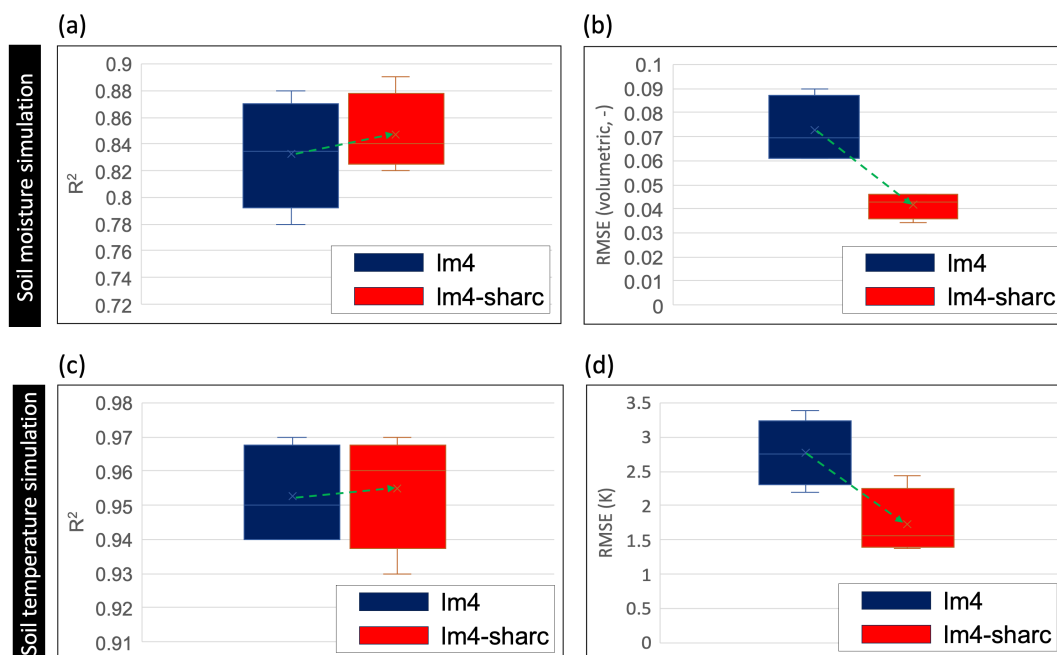 (a)
Soil moisture simulation
R²
0.9
0.88
0.86
0.84
0.82
0.8
0.78
0.76
0.74
0.72
lm4
lm4-sharc
(b)
RMSE (volumetric, -)
0.1
0.09
0.08
0.07
0.06
0.05
0.04
0.03
0.02
0.01
0
lm4
lm4-sharc
(c)
Soil temperature simulation
R²
0.98
0.97
0.96
0.95
0.94
0.93
0.92
0.91
lm4
lm4-sharc
(d)
RMSE (K)
3.5
3
2.5
2
1.5
1
0.5
0
lm4
lm4-sharc